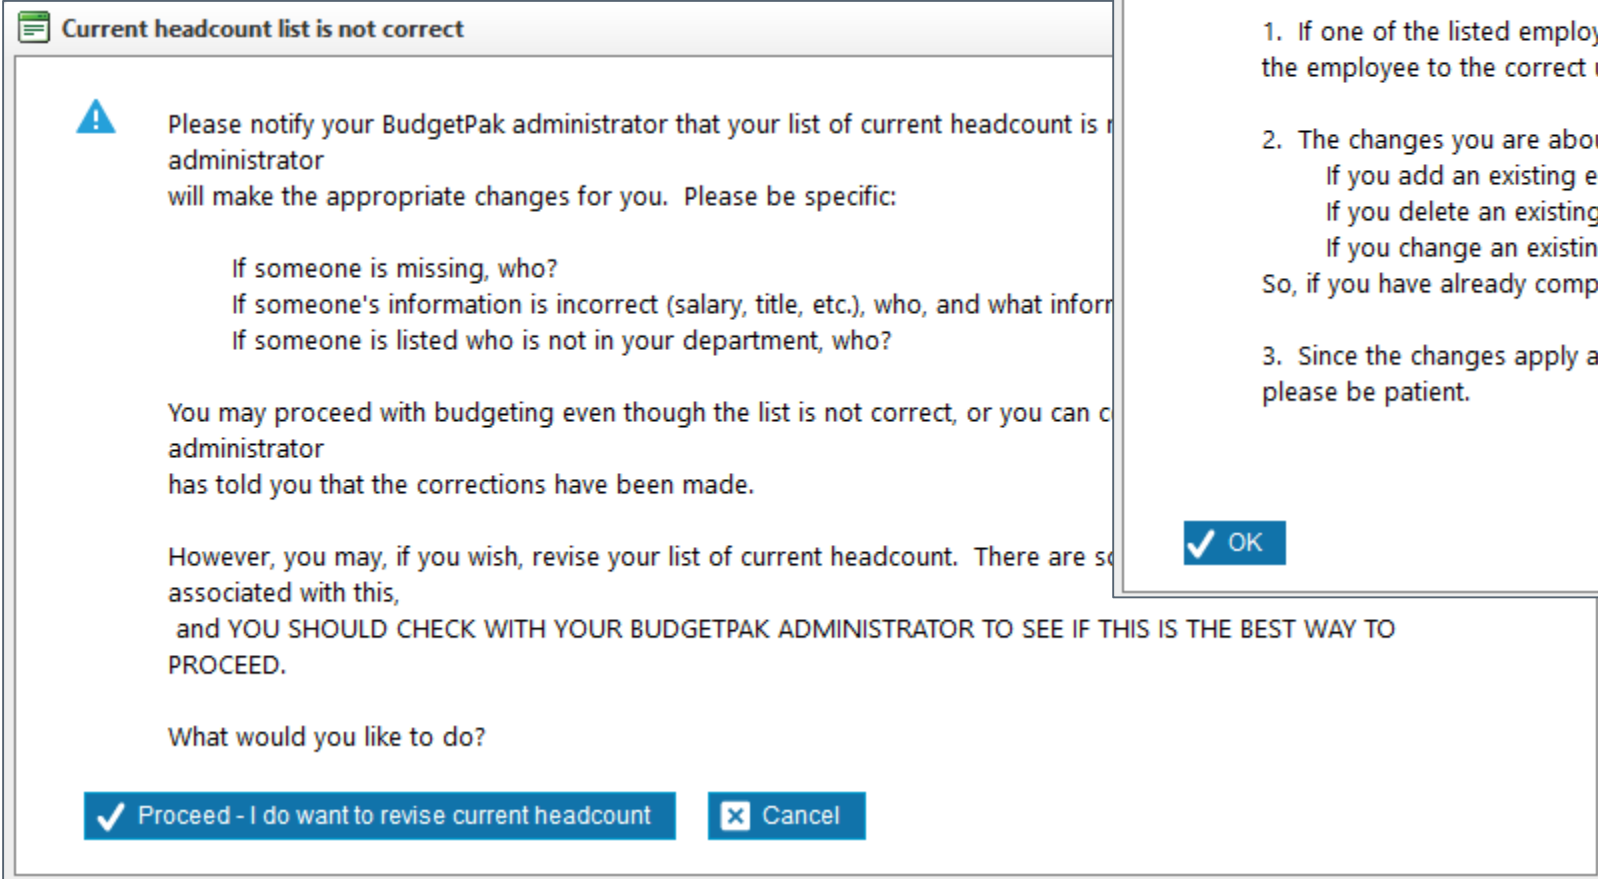 Current headcount list is not correct
Please notify your BudgetPak administrator that your list of current headcount is
administrator
will make the appropriate changes for you.  Please be specific:
If someone is missing, who?
If someone's information is incorrect (salary, title, etc.), who, and what
If someone is listed who is not in your department, who?
You may proceed with budgeting even though the list is not correct, or you can
administrator
has told you that the corrections have been made.
However, you may, if you wish, revise your list of current headcount.  There are
associated with this,
and YOU SHOULD CHECK WITH YOUR BUDGETPAK ADMINISTRATOR TO SEE IF THIS IS THE BEST WAY TO
PROCEED.
What would you like to do?
Proceed - I do want to revise current headcount
Cancel
1.  If one of the listed
the employee to the correct
2.  The changes you are
If you add an existing
If you delete an existing
If you change an
So, if you have already
3.  Since the changes apply
please be patient.
OK